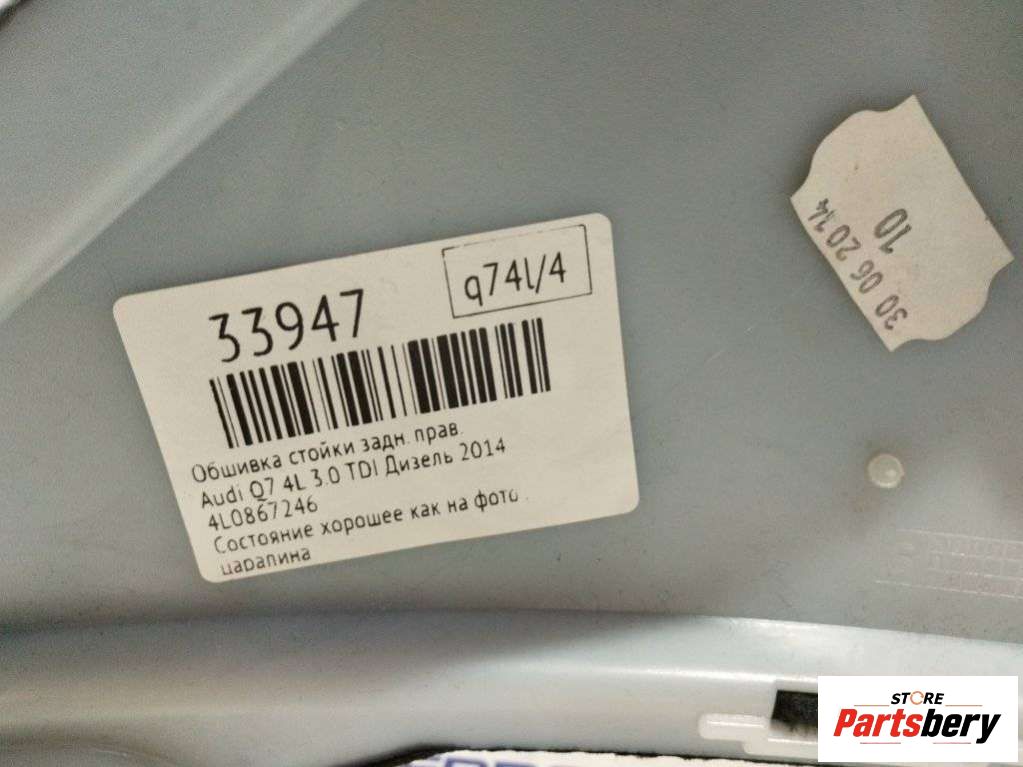 33947
q74l/4
Обшивка стойки задн. прав.
Audi Q7 4L 3.0 TDI Дизель 2014
4L0867246
Состояние хорошее как на фото .
царапина
30 06 2014
10
STORE
Partsbery